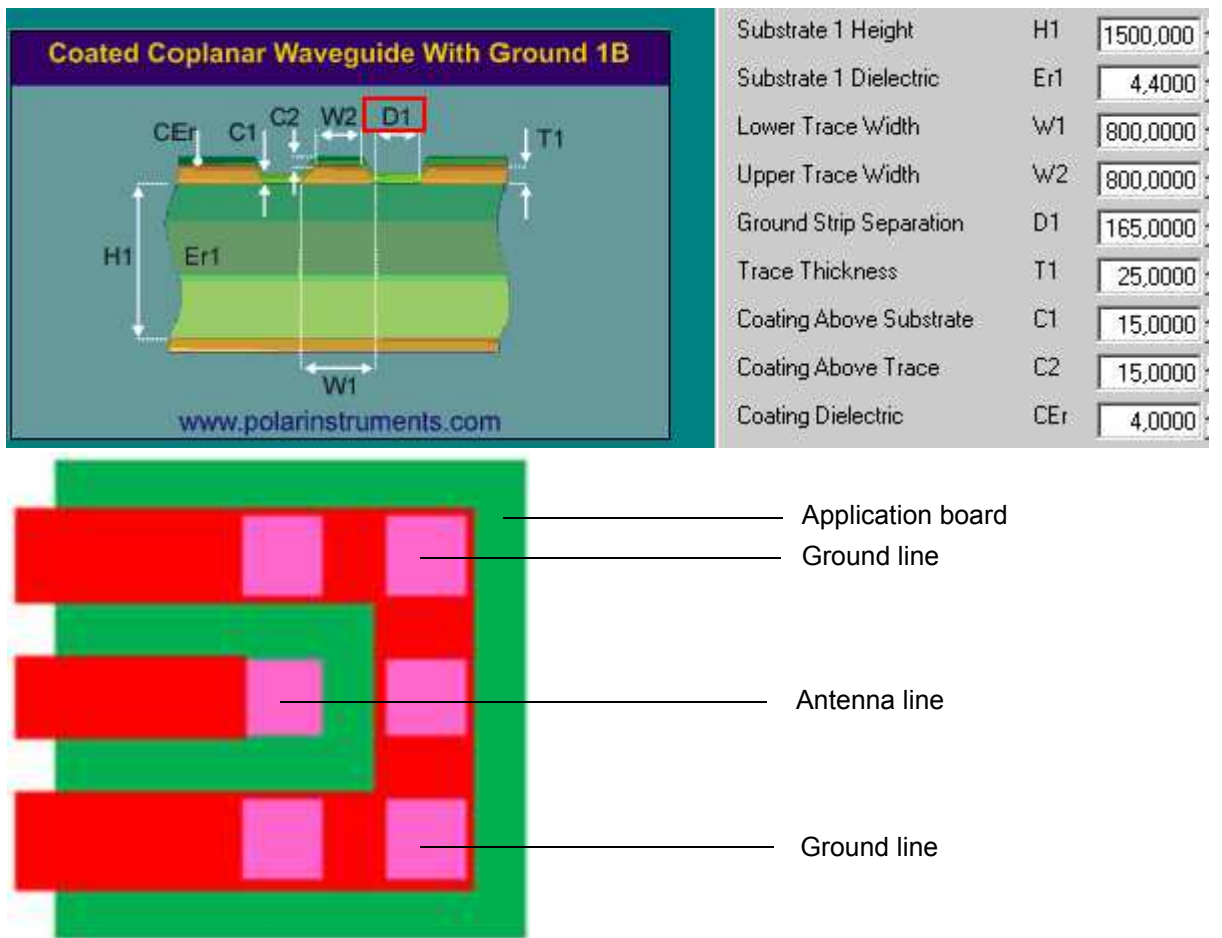 Coated Coplanar Waveguide With Ground 1B
CEr C1 C2 W2 D1 T1
H1 Er1
W1
www.polarinstruments.com
Substrate 1 Height H1 1500,000
Substrate 1 Dielectric Er1 4,4000
Lower Trace Width W1 800,0000
Upper Trace Width W2 800,0000
Ground Strip Separation D1 165,0000
Trace Thickness T1 25,0000
Coating Above Substrate C1 15,0000
Coating Above Trace C2 15,0000
Coating Dielectric CEr 4,0000
Application board
Ground line
Antenna line
Ground line